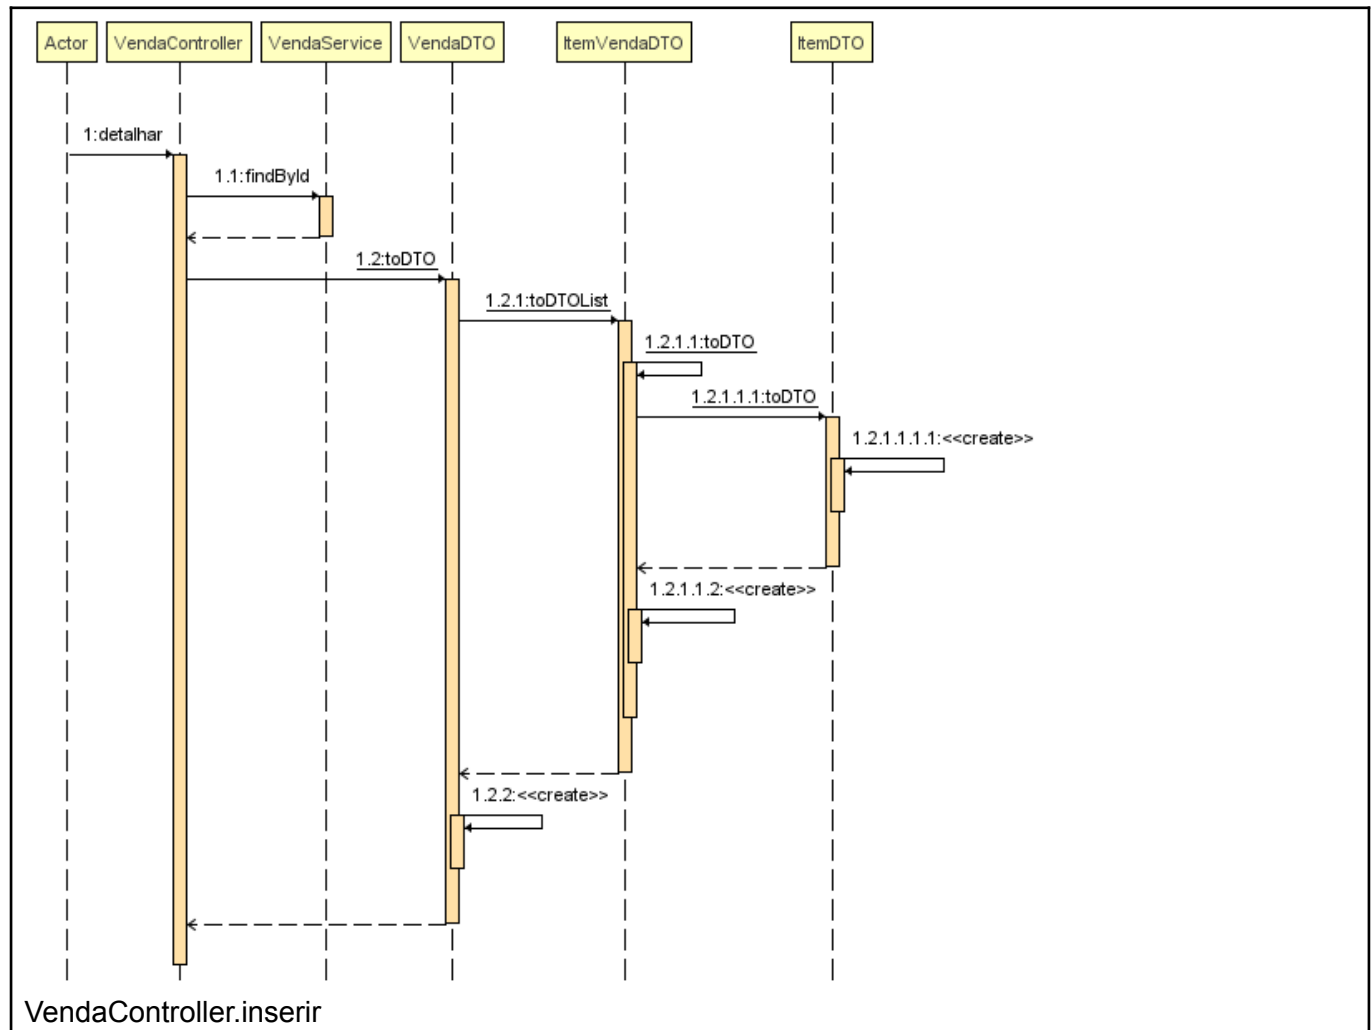 Actor VendaController VendaService VendaDTO ItemVendaDTO ItemDTO
1:detalhar
1.1:findById
1.2:toDTO
1.2.1:toDTOList
1.2.1.1:toDTO
1.2.1.1.1:toDTO
1.2.1.1.1.1:<<create>>
1.2.1.1.2:<<create>>
1.2.2:<<create>>
VendaController.inserir